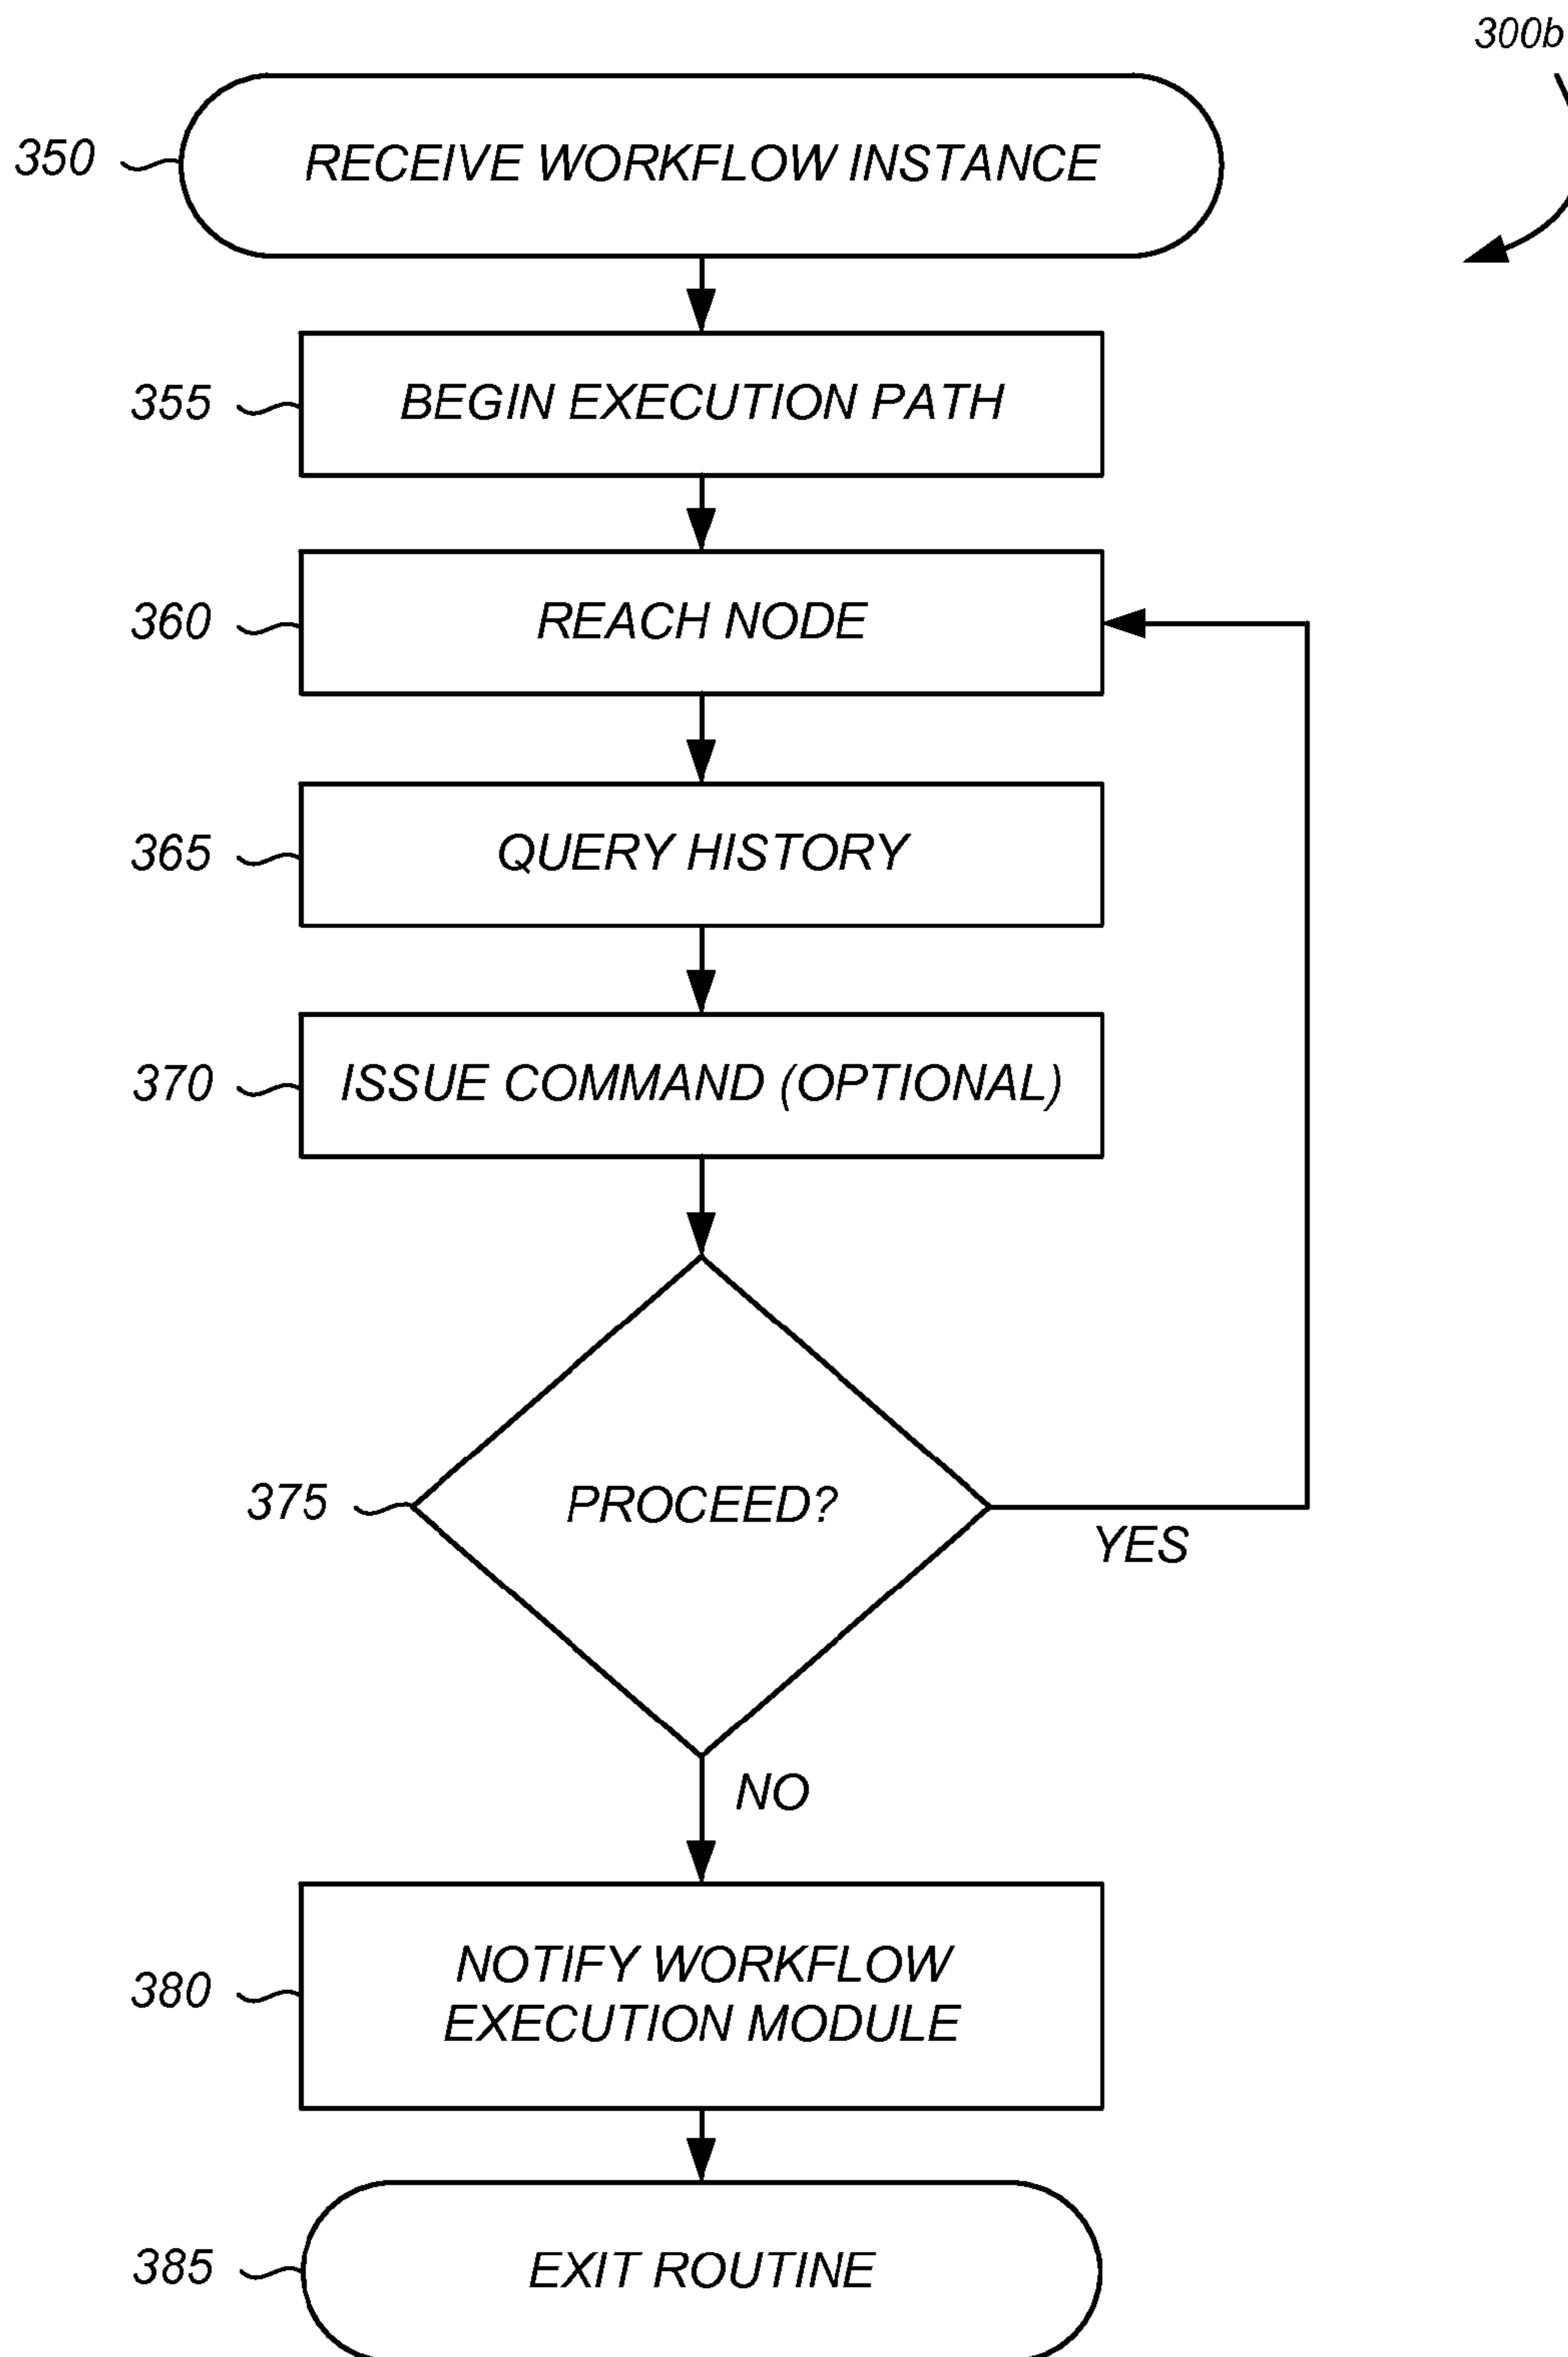 300b
350
RECEIVE WORKFLOW INSTANCE
355
BEGIN EXECUTION PATH
360
REACH NODE
365
QUERY HISTORY
370
ISSUE COMMAND (OPTIONAL)
375
PROCEED?
YES
NO
380
NOTIFY WORKFLOW
EXECUTION MODULE
385
EXIT ROUTINE